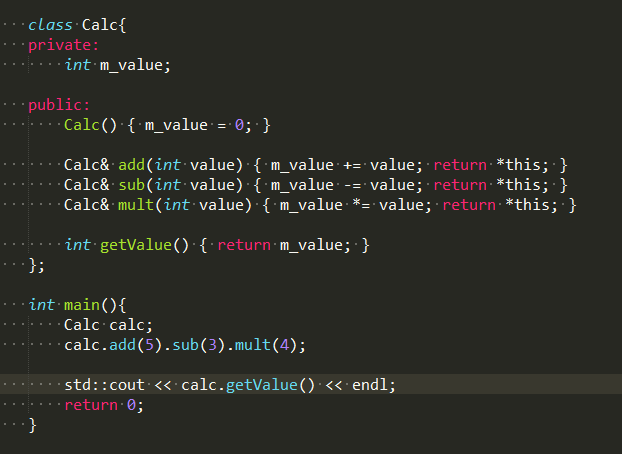 class Calc{
private:
    int m_value;

public:
    Calc() { m_value = 0; }

    Calc& add(int value) { m_value += value; return *this; }
    Calc& sub(int value) { m_value -= value; return *this; }
    Calc& mult(int value) { m_value *= value; return *this; }

    int getValue() { return m_value; }
};

int main(){
    Calc calc;
    calc.add(5).sub(3).mult(4);

    std::cout << calc.getValue() << endl;
    return 0;
}